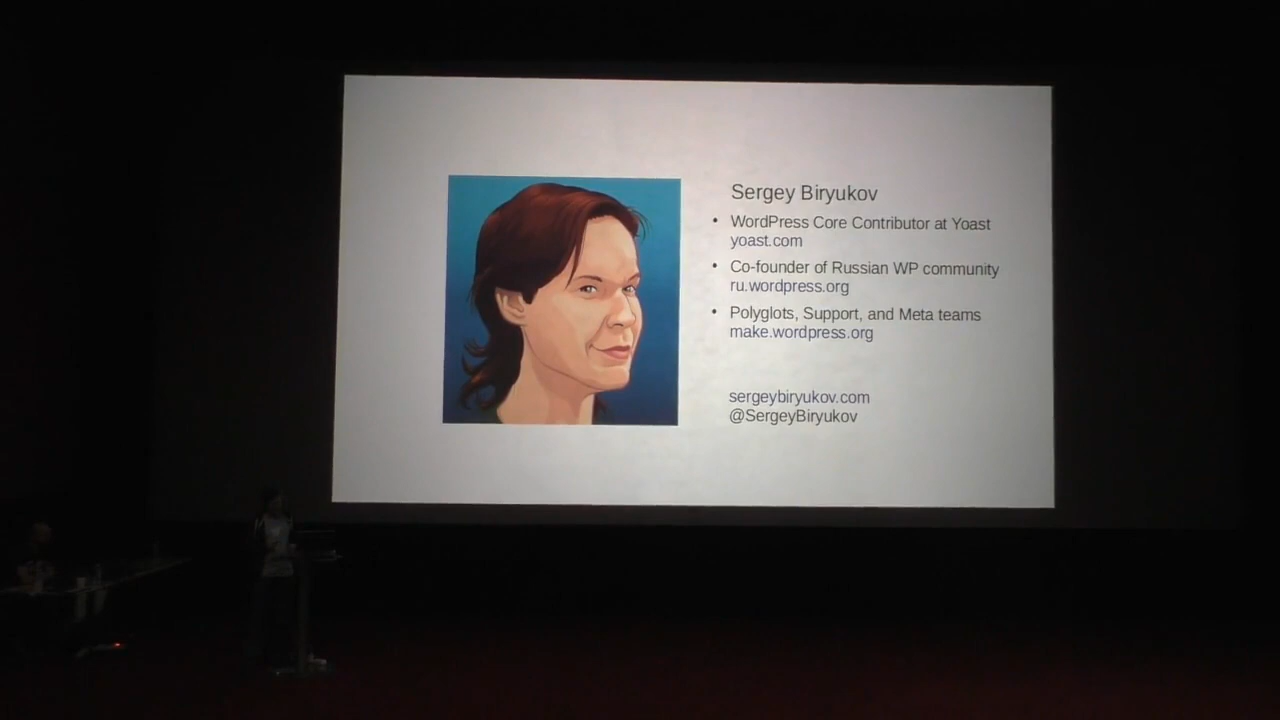 Sergey Biryukov
WordPress Core Contributor at Yoast
yoast.com
Co-founder of Russian WP community
ru.wordpress.org
Polyglots, Support, and Meta teams
make.wordpress.org
sergeybiryukov.com
@SergeyBiryukov